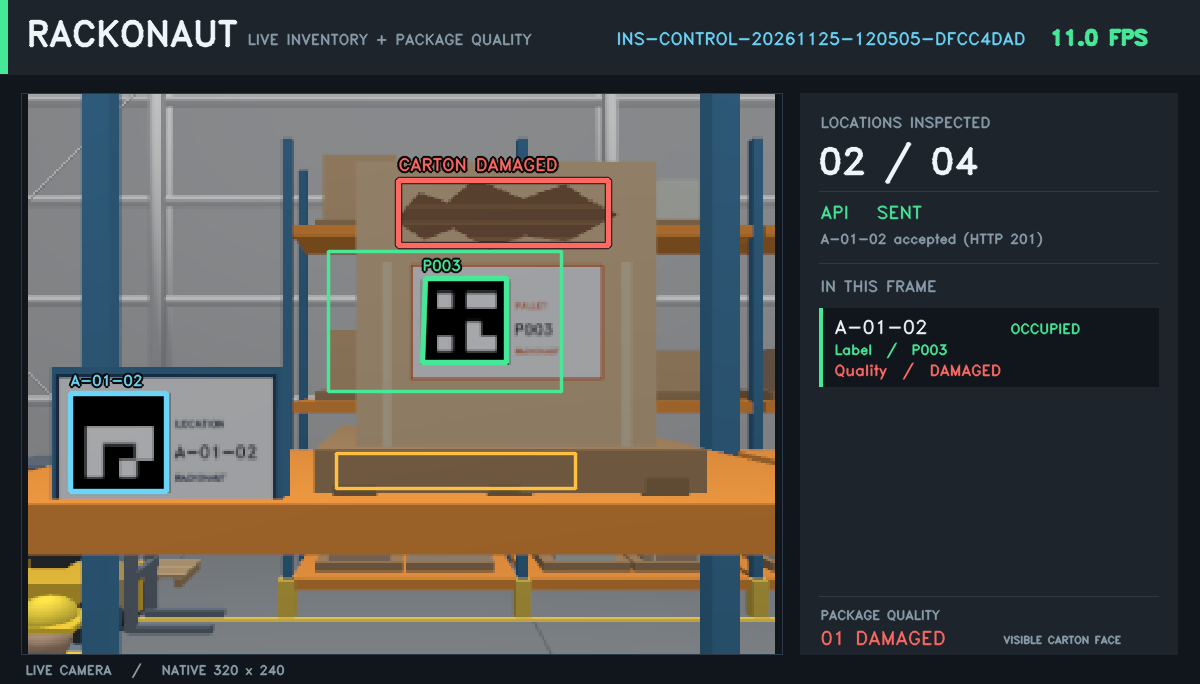 RACKONAUT LIVE INVENTORY + PACKAGE QUALITY
INS-CONTROL-20261125-120505-DFCC4DAD 11.0 FPS
CARTON DAMAGED
P003
PALLET
P003
RACKONAUT
A-01-02
LOCATION
A-01-02
RACKONAUT
LIVE CAMERA / NATIVE 320 x 240
LOCATIONS INSPECTED
02 / 04
API SENT
A-01-02 accepted (HTTP 201)
IN THIS FRAME
A-01-02 OCCUPIED
Label / P003
Quality / DAMAGED
PACKAGE QUALITY
01 DAMAGED VISIBLE CARTON FACE